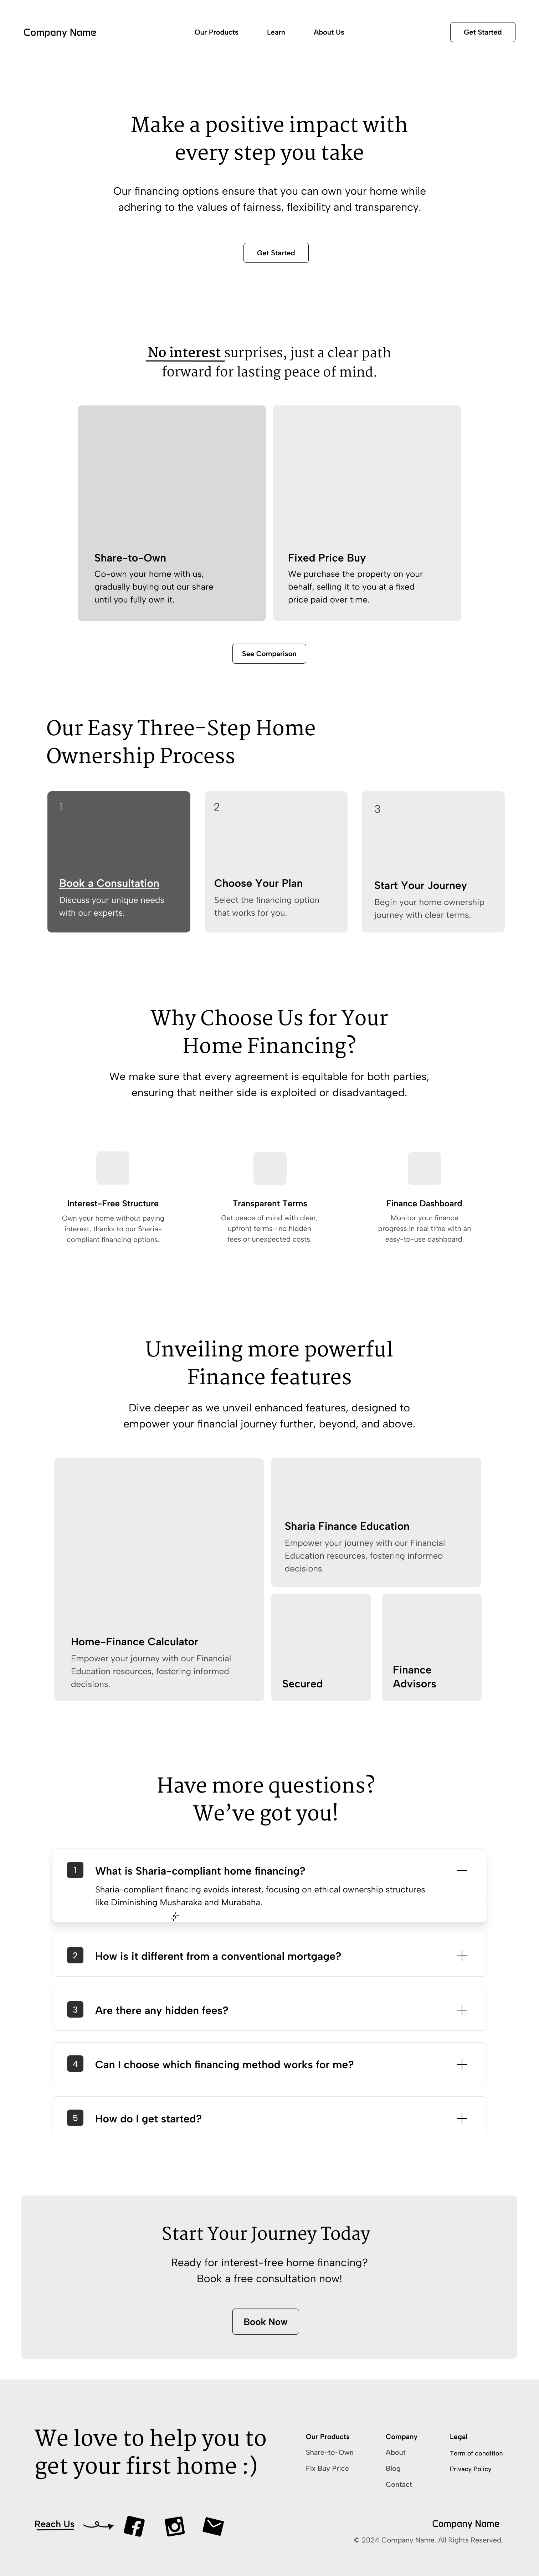 Company Name
Our Products
Learn
About Us
Get Started
Make a positive impact with
every step you take
Our financing options ensure that you can own your home while
adhering to the values of fairness, flexibility and transparency.
Get Started
No interest surprises, just a clear path
forward for lasting peace of mind.
Share-to-Own
Co-own your home with us,
gradually buying out our share
until you fully own it.
Fixed Price Buy
We purchase the property on your
behalf, selling it to you at a fixed
price paid over time.
See Comparison
Our Easy Three-Step Home
Ownership Process
1
Book a Consultation
Discuss your unique needs
with our experts.
2
Choose Your Plan
Select the financing option
that works for you.
3
Start Your Journey
Begin your home ownership
journey with clear terms.
Why Choose Us for Your
Home Financing?
We make sure that every agreement is equitable for both parties,
ensuring that neither side is exploited or disadvantaged.
Interest-Free Structure
Own your home without paying
interest, thanks to our Sharia-
compliant financing options.
Transparent Terms
Get peace of mind with clear,
upfront terms—no hidden
fees or unexpected costs.
Finance Dashboard
Monitor your finance
progress in real time with an
easy-to-use dashboard.
Unveiling more powerful
Finance features
Dive deeper as we unveil enhanced features, designed to
empower your financial journey further, beyond, and above.
Home-Finance Calculator
Empower your journey with our Financial
Education resources, fostering informed
decisions.
Sharia Finance Education
Empower your journey with our Financial
Education resources, fostering informed
decisions.
Secured
Finance
Advisors
Have more questions?
We’ve got you!
1
What is Sharia-compliant home financing?
Sharia-compliant financing avoids interest, focusing on ethical ownership structures
like Diminishing Musharaka and Murabaha.
2
How is it different from a conventional mortgage?
3
Are there any hidden fees?
4
Can I choose which financing method works for me?
5
How do I get started?
Start Your Journey Today
Ready for interest-free home financing?
Book a free consultation now!
Book Now
We love to help you to
get your first home :)
Reach Us
Our Products
Share-to-Own
Fix Buy Price
Company
About
Blog
Contact
Legal
Term of condition
Privacy Policy
Company Name
© 2024 Company Name. All Rights Reserved.